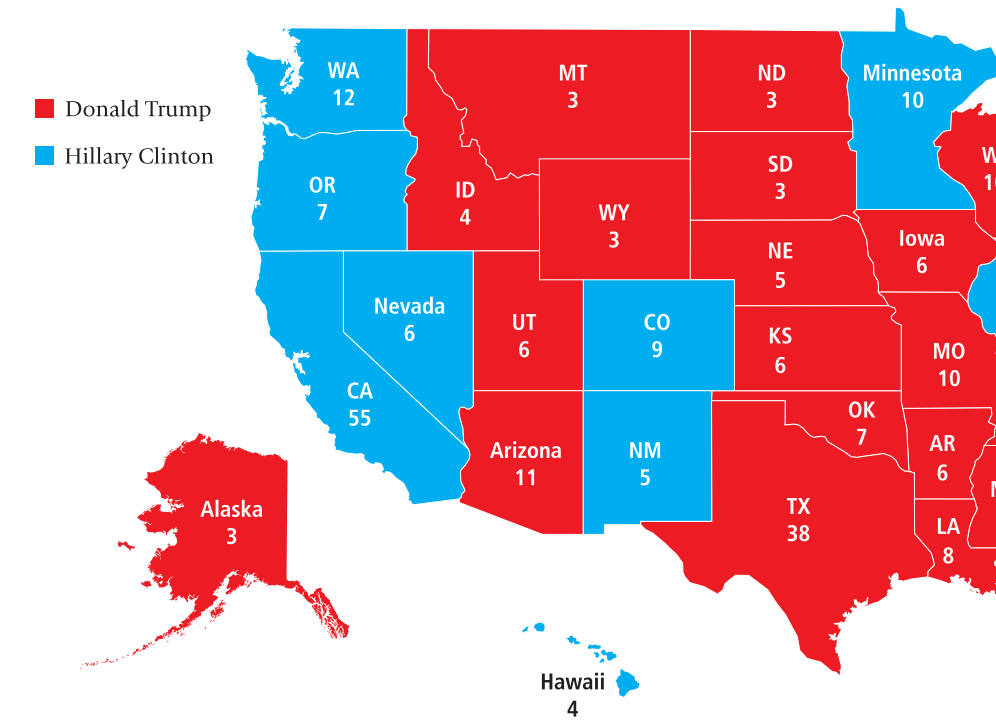 Donald Trump
Hillary Clinton
WA
12
MT
3
ND
3
Minnesota
10
OR
7
ID
4
WY
3
SD
3
NE
5
Iowa
6
Nevada
6
UT
6
CO
9
KS
6
MO
10
CA
55
Arizona
11
NM
5
OK
7
AR
6
TX
38
LA
8
Alaska
3
Hawaii
4